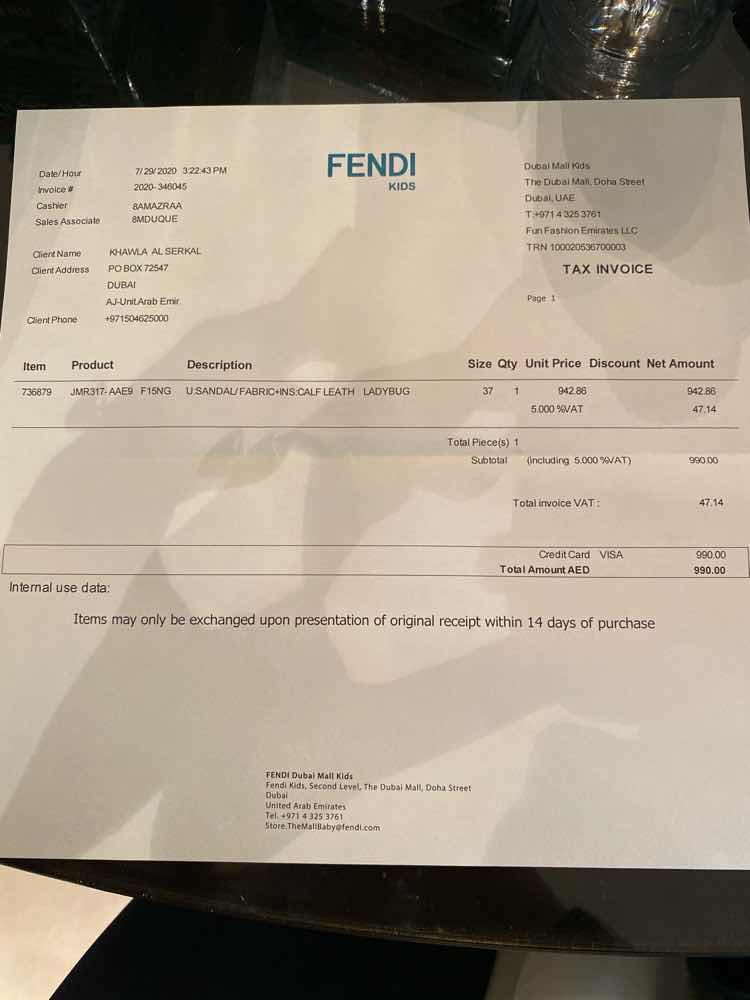 FENDI
KIDS
Date/Hour 7/29/2020 3:22:43 PM
Invoice # 2020-346045
Cashier 8AMAZRAA
Sales Associate 8MDUQUE
Client Name KHAWLA AL SERKAL
Client Address PO BOX 72547
DUBAI
AJ-UnitArab Emir.
Client Phone +971504625000
Dubai Mall Kids
The Dubai Mall, Doha Street
Dubai, UAE
T:+971 4 325 3761
Fun Fashion Emirates LLC
TRN 100020536700003
TAX INVOICE
Page 1
Item Product Description Size Qty Unit Price Discount Net Amount
736879 JMR317-AAE9 F15NG U:SANDAL/FABRIC+INS:CALF LEATH LADYBUG 37 1 942.86 942.86
5.000 %VAT 47.14
Total Piece(s) 1
Subtotal (including 5.000 %VAT) 990.00
Total invoice VAT : 47.14
Credit Card VISA 990.00
Total Amount AED 990.00
Internal use data:
Items may only be exchanged upon presentation of original receipt within 14 days of purchase
FENDI Dubai Mall Kids
Fendi Kids, Second Level, The Dubai Mall, Doha Street
Dubai
United Arab Emirates
Tel. +971 4 325 3761
Store.TheMallBaby@fendi.com